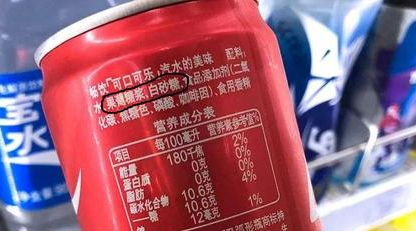 畅饮"可口可乐"汽水的美味 配料：
水、果葡糖浆、白砂糖、食品添加剂(二氧
化碳、焦糖色、磷酸、咖啡因)、食用香精
营养成分表
项目 每100毫升 营养素参考值%
能量 180千焦 2%
蛋白质 0克 0%
脂肪 0克 0%
碳水化合物 10.6克 4%
糖 10.6克
钠 12毫克 1%
宝
水